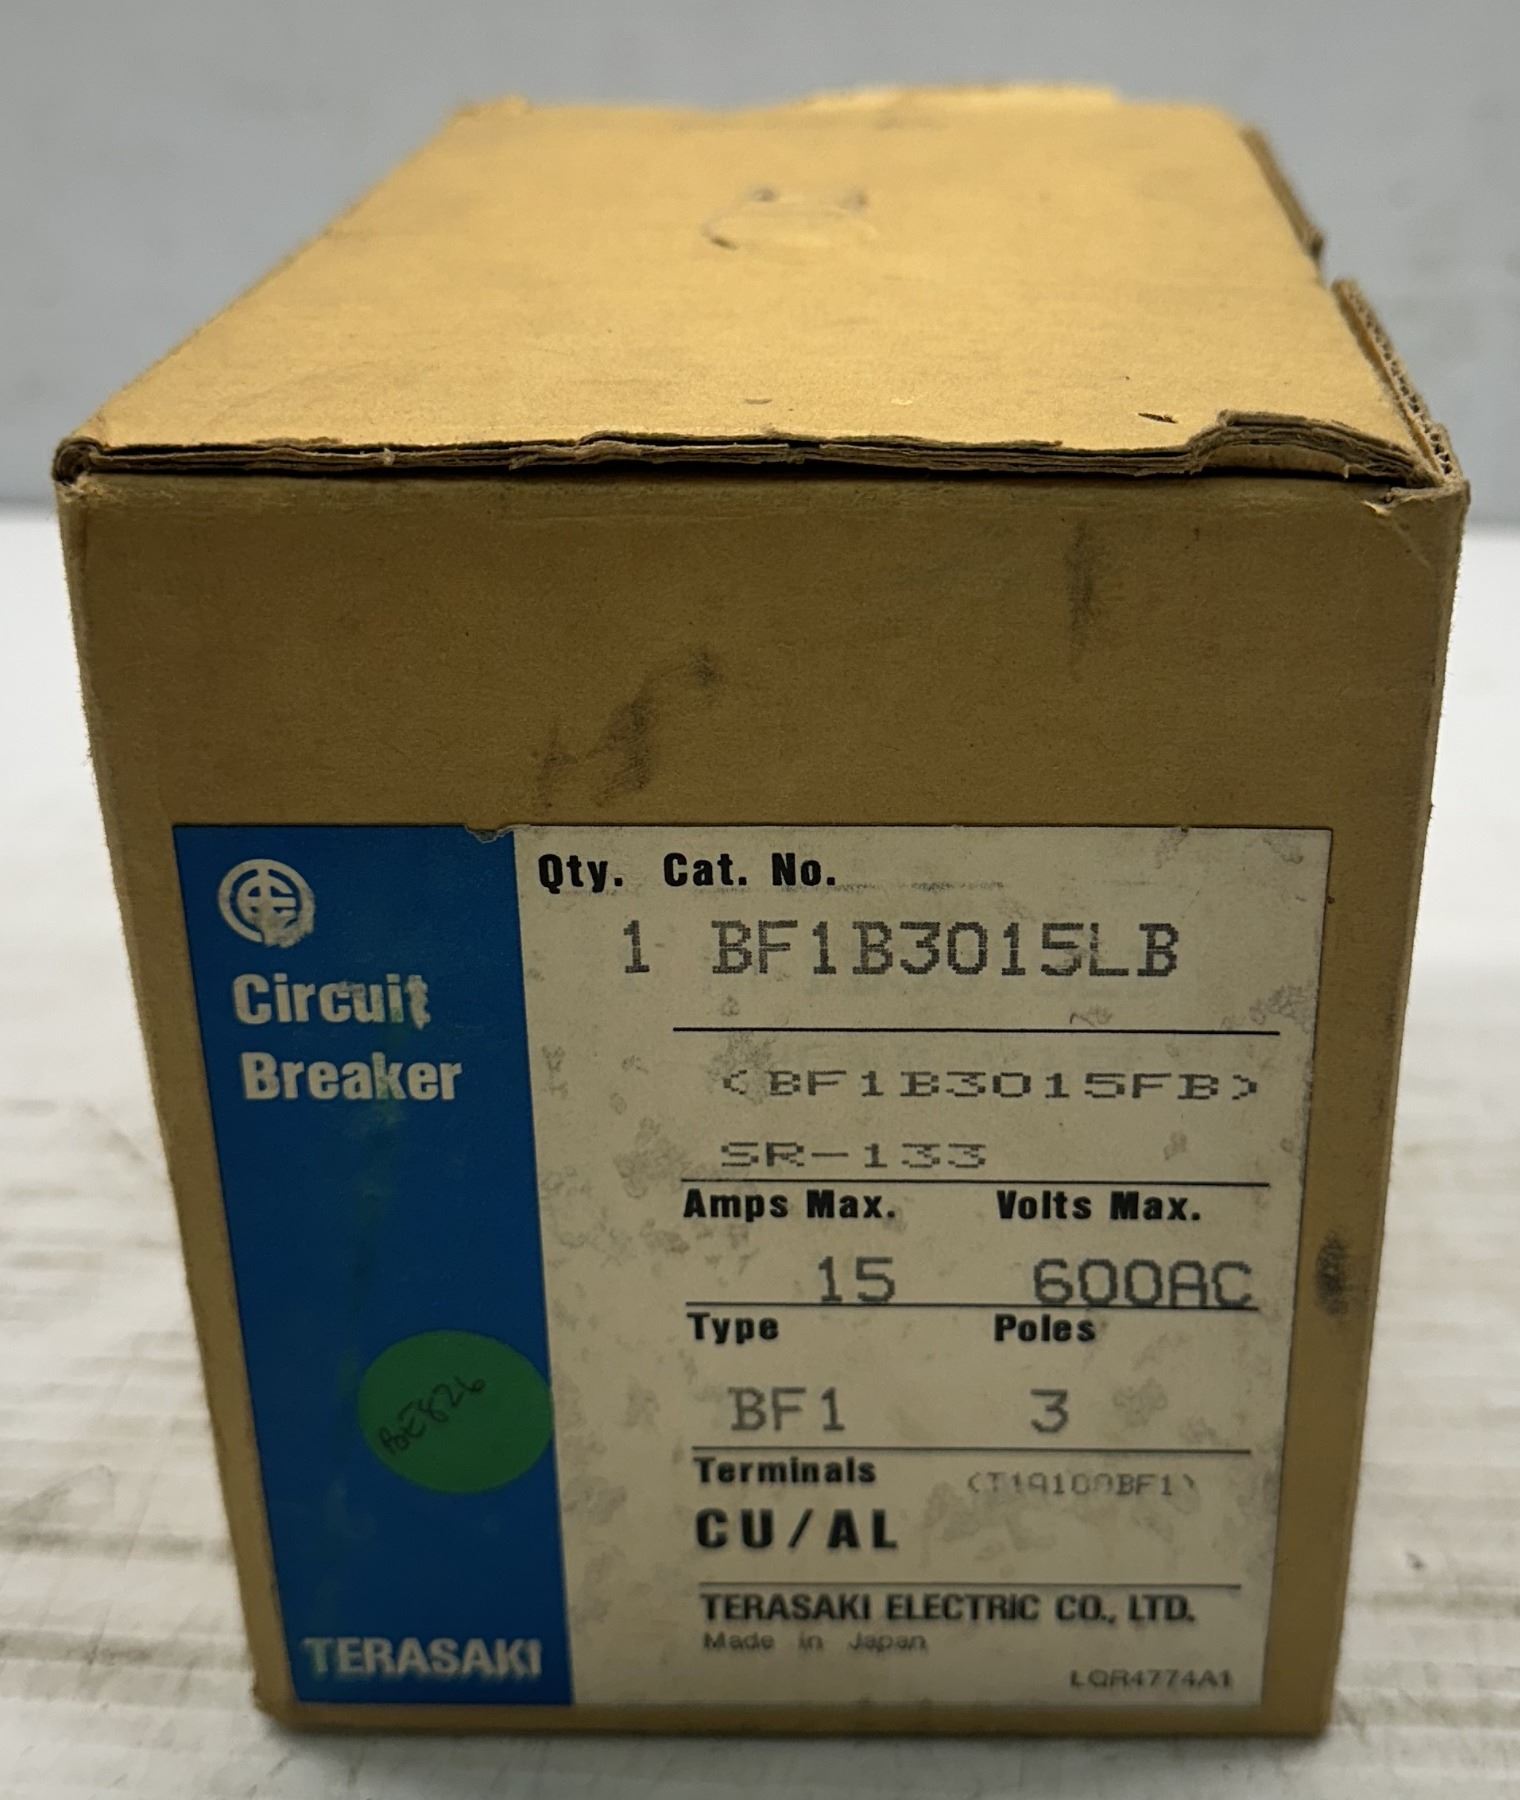 Circuit
Breaker
TERASAKI
Qty. Cat. No.
1 BF1B3015LB
<BF1B3015FB>
SR-133
Amps Max. Volts Max.
15 600AC
Type Poles
BF1 3
Terminals
CU/AL
TERASAKI ELECTRIC CO., LTD.
Made in Japan
LQR4774A1